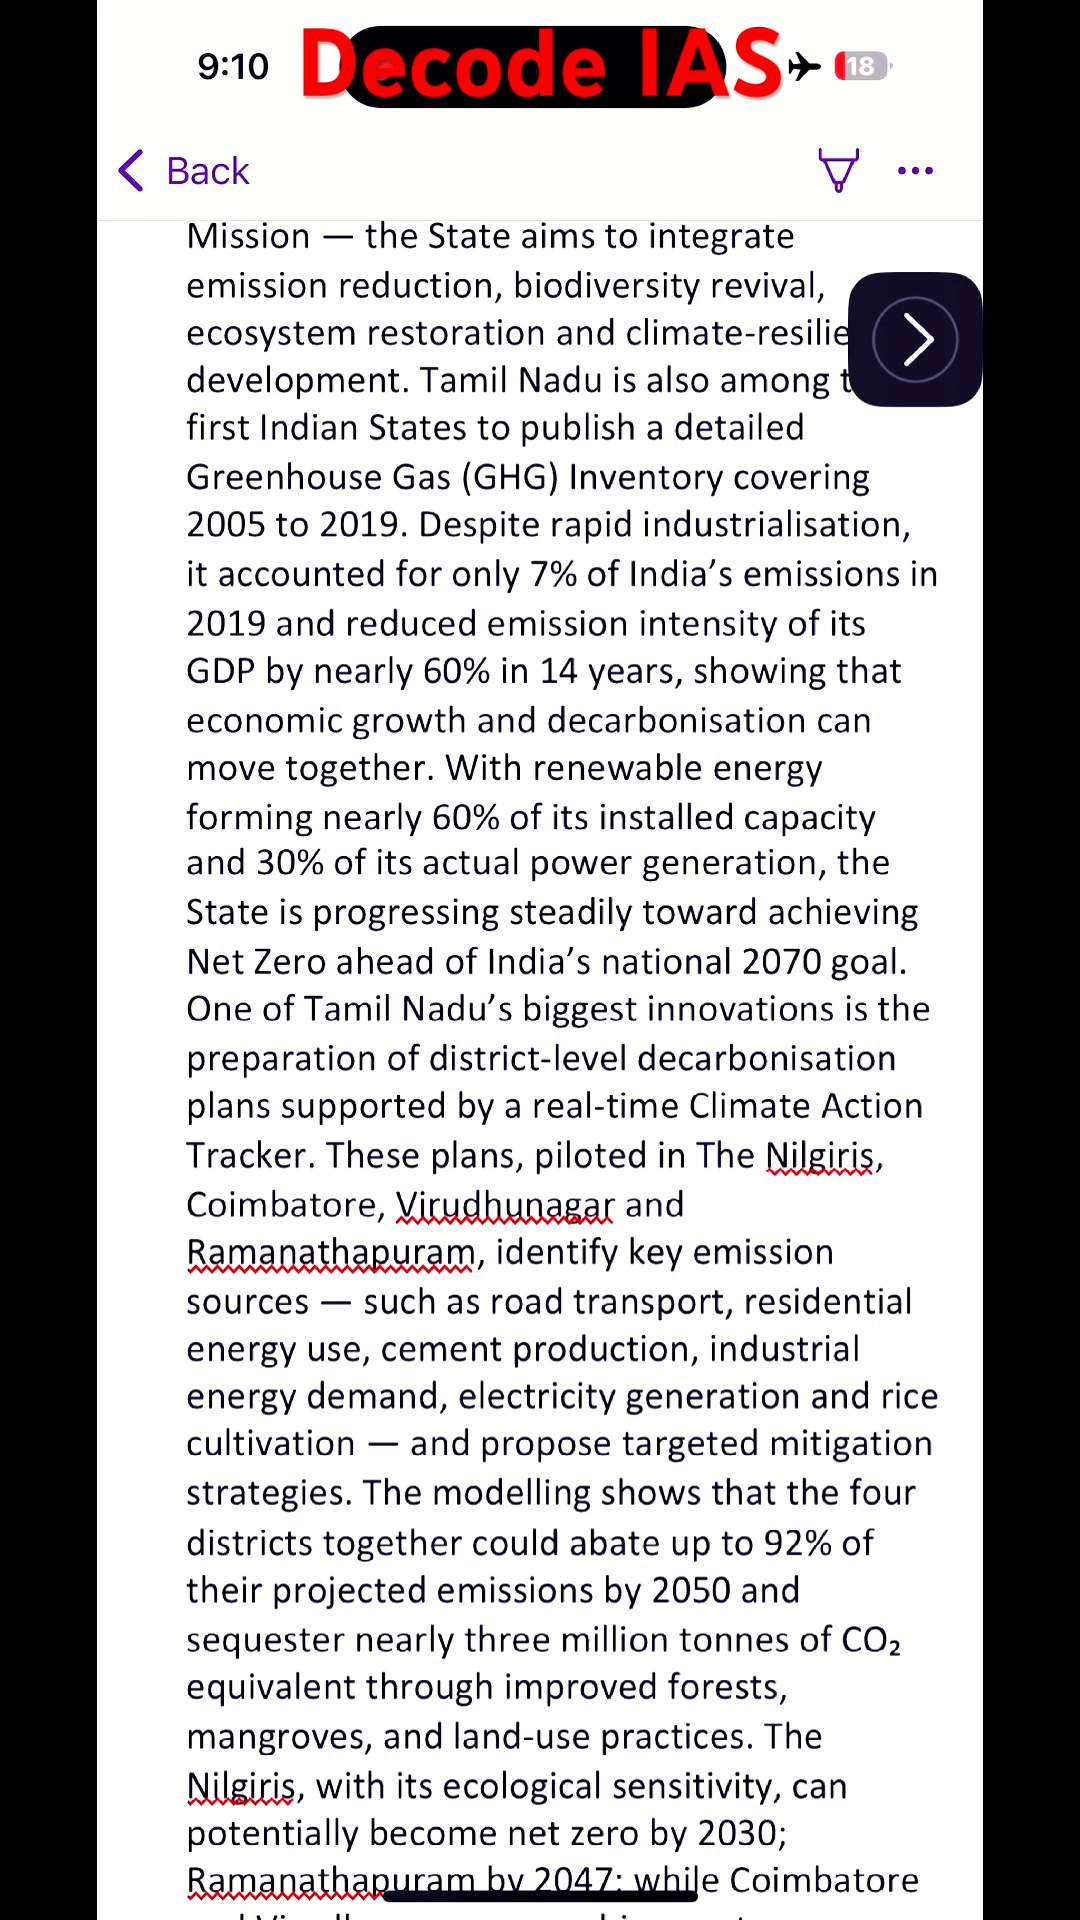 9:10
Decode IAS
18
Back
Mission — the State aims to integrate
emission reduction, biodiversity revival,
ecosystem restoration and
development. Tamil Nadu is also among
first Indian States to publish a detailed
Greenhouse Gas (GHG) Inventory covering
2005 to 2019. Despite rapid industrialisation,
it accounted for only 7% of India’s emissions in
2019 and reduced emission intensity of its
GDP by nearly 60% in 14 years, showing that
economic growth and decarbonisation can
move together. With renewable energy
forming nearly 60% of its installed capacity
and 30% of its actual power generation, the
State is progressing steadily toward achieving
Net Zero ahead of India’s national 2070 goal.
One of Tamil Nadu’s biggest innovations is the
preparation of district-level decarbonisation
plans supported by a real-time Climate Action
Tracker. These plans, piloted in The Nilgiris,
Coimbatore, Virudhunagar and
Ramanathapuram, identify key emission
sources — such as road transport, residential
energy use, cement production, industrial
energy demand, electricity generation and rice
cultivation — and propose targeted mitigation
strategies. The modelling shows that the four
districts together could abate up to 92% of
their projected emissions by 2050 and
sequester nearly three million tonnes of CO₂
equivalent through improved forests,
mangroves, and land-use practices. The
Nilgiris, with its ecological sensitivity, can
potentially become net zero by 2030;
Ramanathapuram by 2047; while Coimbatore